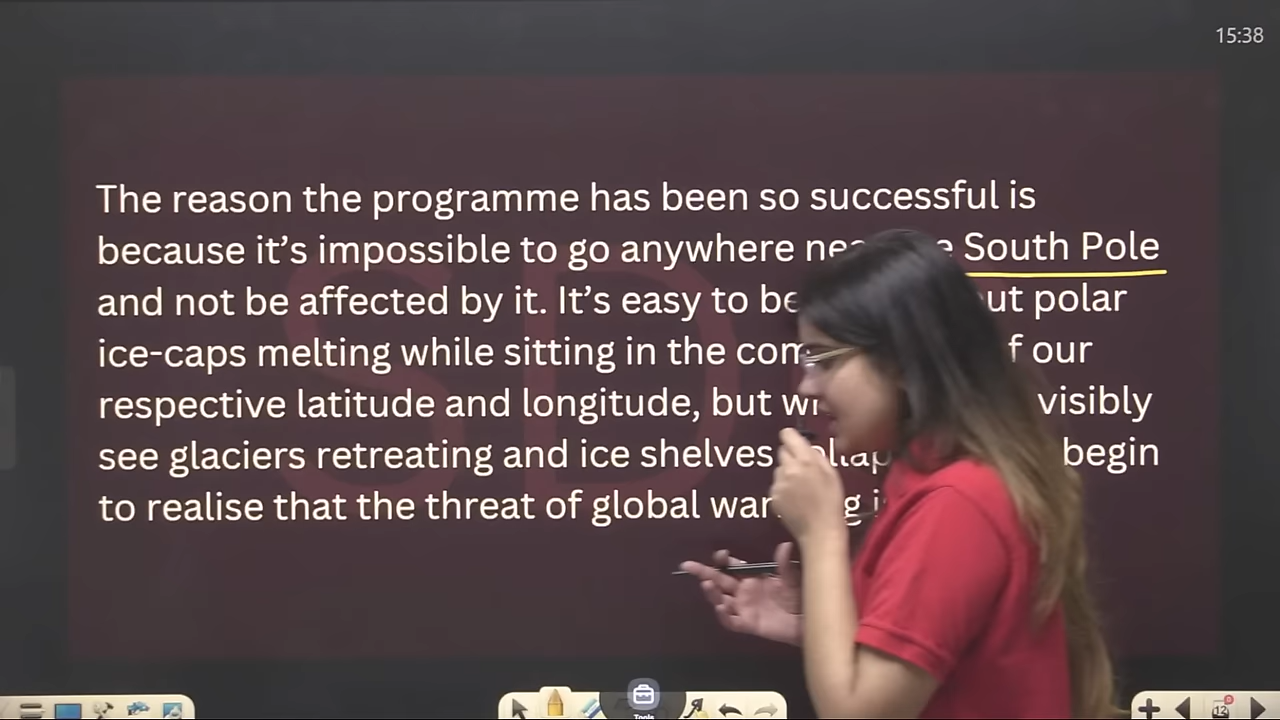 15:38
The reason the programme has been so successful is
because it's impossible to go anywhere South Pole
and not be affected by it. It's easy to polar
ice-caps melting while sitting in the our
respective latitude and longitude, but visibly
see glaciers retreating and ice shelves begin
to realise that the threat of global
SD
Tools
12